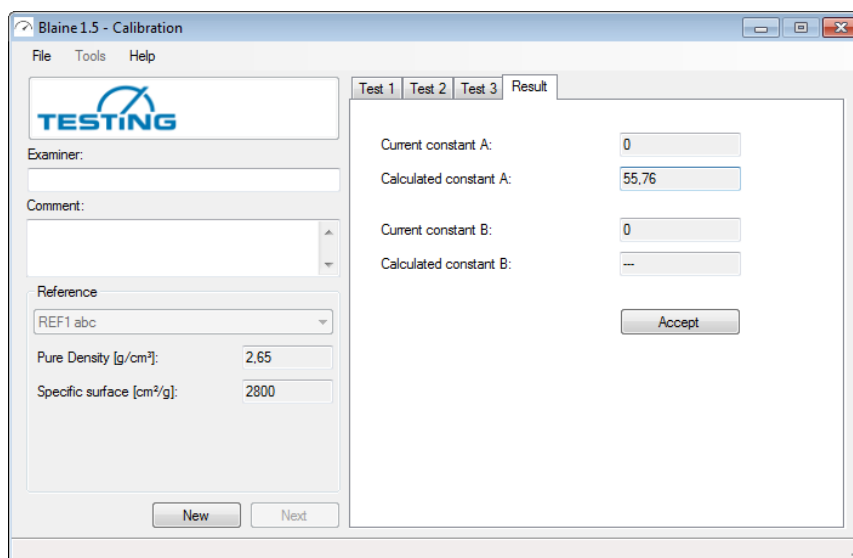 Blaine 1.5 - Calibration
File Tools Help
TESTING
Examiner:
Comment:
Reference
REF1 abc
Pure Density [g/cm³]: 2,65
Specific surface [cm²/g]: 2800
New Next
Test 1 Test 2 Test 3 Result
Current constant A: 0
Calculated constant A: 55,76
Current constant B: 0
Calculated constant B: ---
Accept